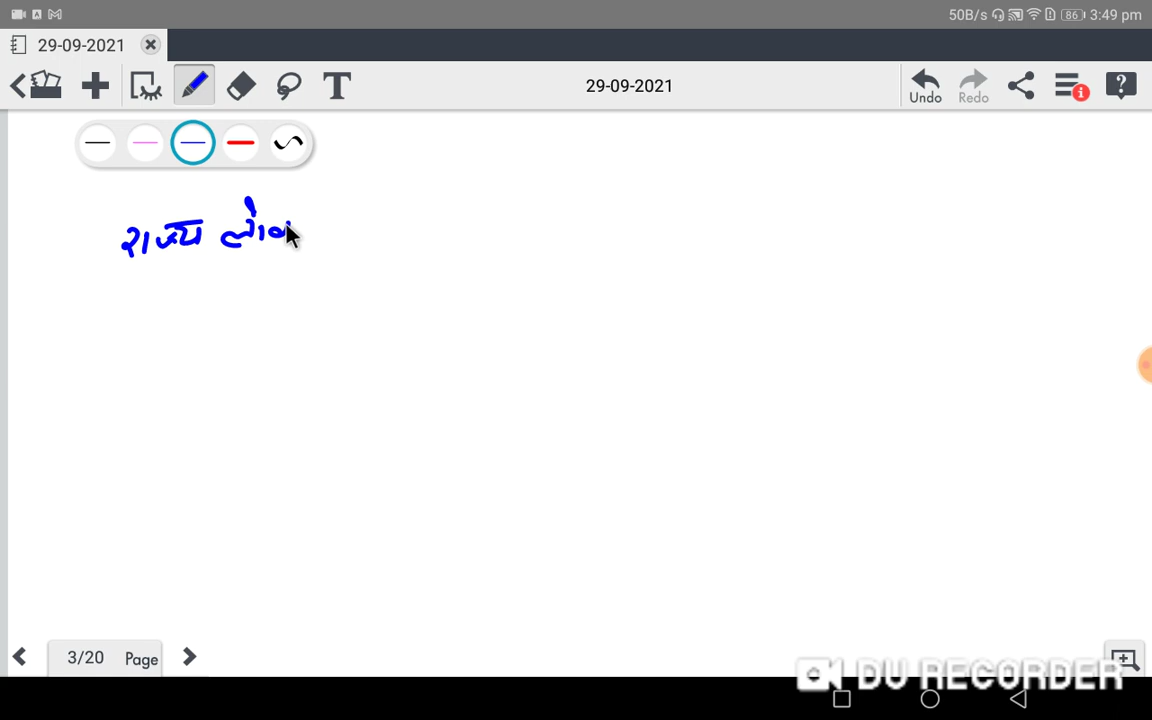 50B/s 86 3:49 pm
29-09-2021
29-09-2021
Undo Redo
राज्य
3/20 Page
DU RECORDER